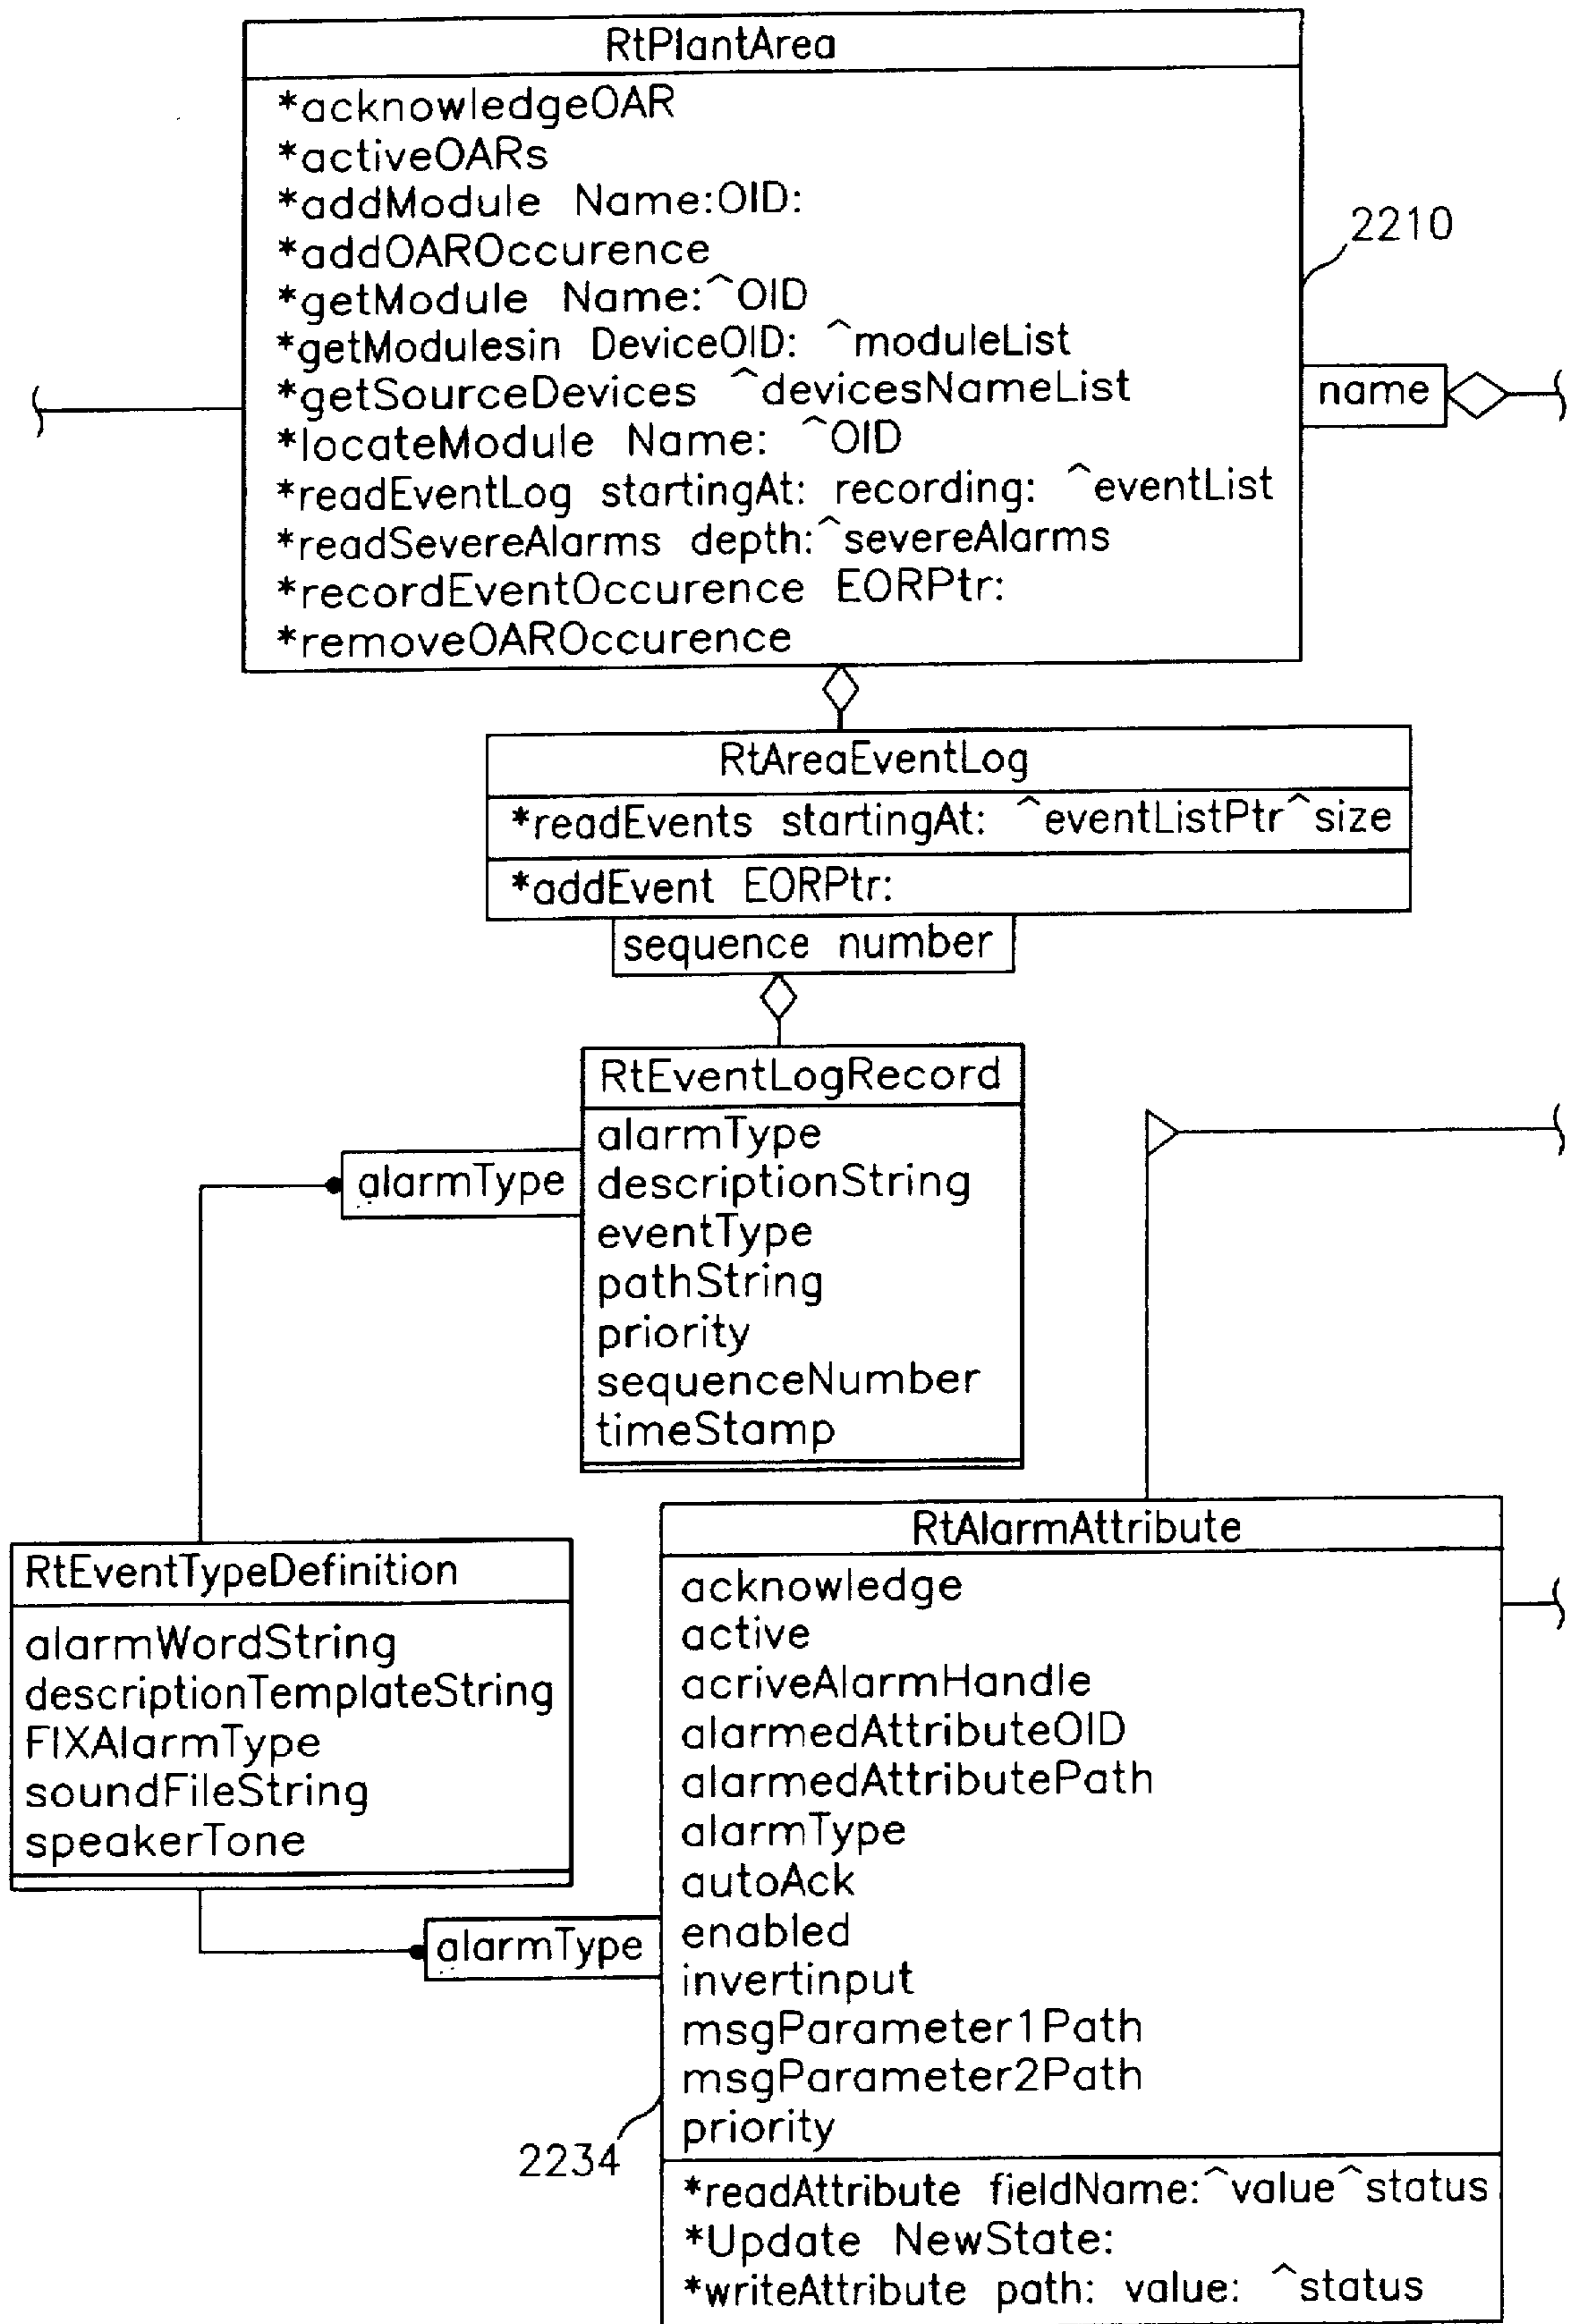 RtPlantArea
*acknowledgeOAR
*activeOARs
*addModule Name:OID:
*addOAROccurence
*getModule Name:^OID
*getModulesin DeviceOID: ^moduleList
*getSourceDevices ^devicesNameList
*locateModule Name: ^OID
*readEventLog startingAt: recording: ^eventList
*readSevereAlarms depth:^severeAlarms
*recordEventOccurence EORPtr:
*removeOAROccurence
2210
name
RtAreaEventLog
*readEvents startingAt: ^eventListPtr^size
*addEvent EORPtr:
sequence number
RtEventLogRecord
alarmType
descriptionString
eventType
pathString
priority
sequenceNumber
timeStamp
alarmType
RtEventTypeDefinition
alarmWordString
descriptionTemplateString
FIXAlarmType
soundFileString
speakerTone
alarmType
RtAlarmAttribute
acknowledge
active
acriveAlarmHandle
alarmedAttributeOID
alarmedAttributePath
alarmType
autoAck
enabled
invertinput
msgParameter1Path
msgParameter2Path
priority
2234
*readAttribute fieldName:^value^status
*Update NewState:
*writeAttribute path: value: ^status